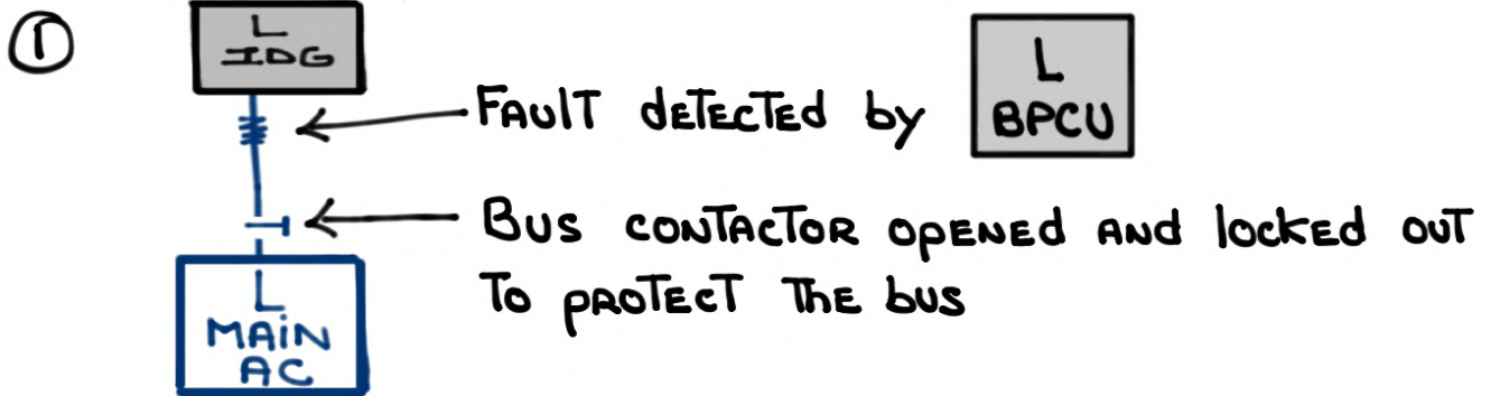 ①
L
IDG
FAULT detected by
L
BPCU
BUS CONTACTOR OPENED AND locked out
To PROTECT The bus
L
MAiN
AC